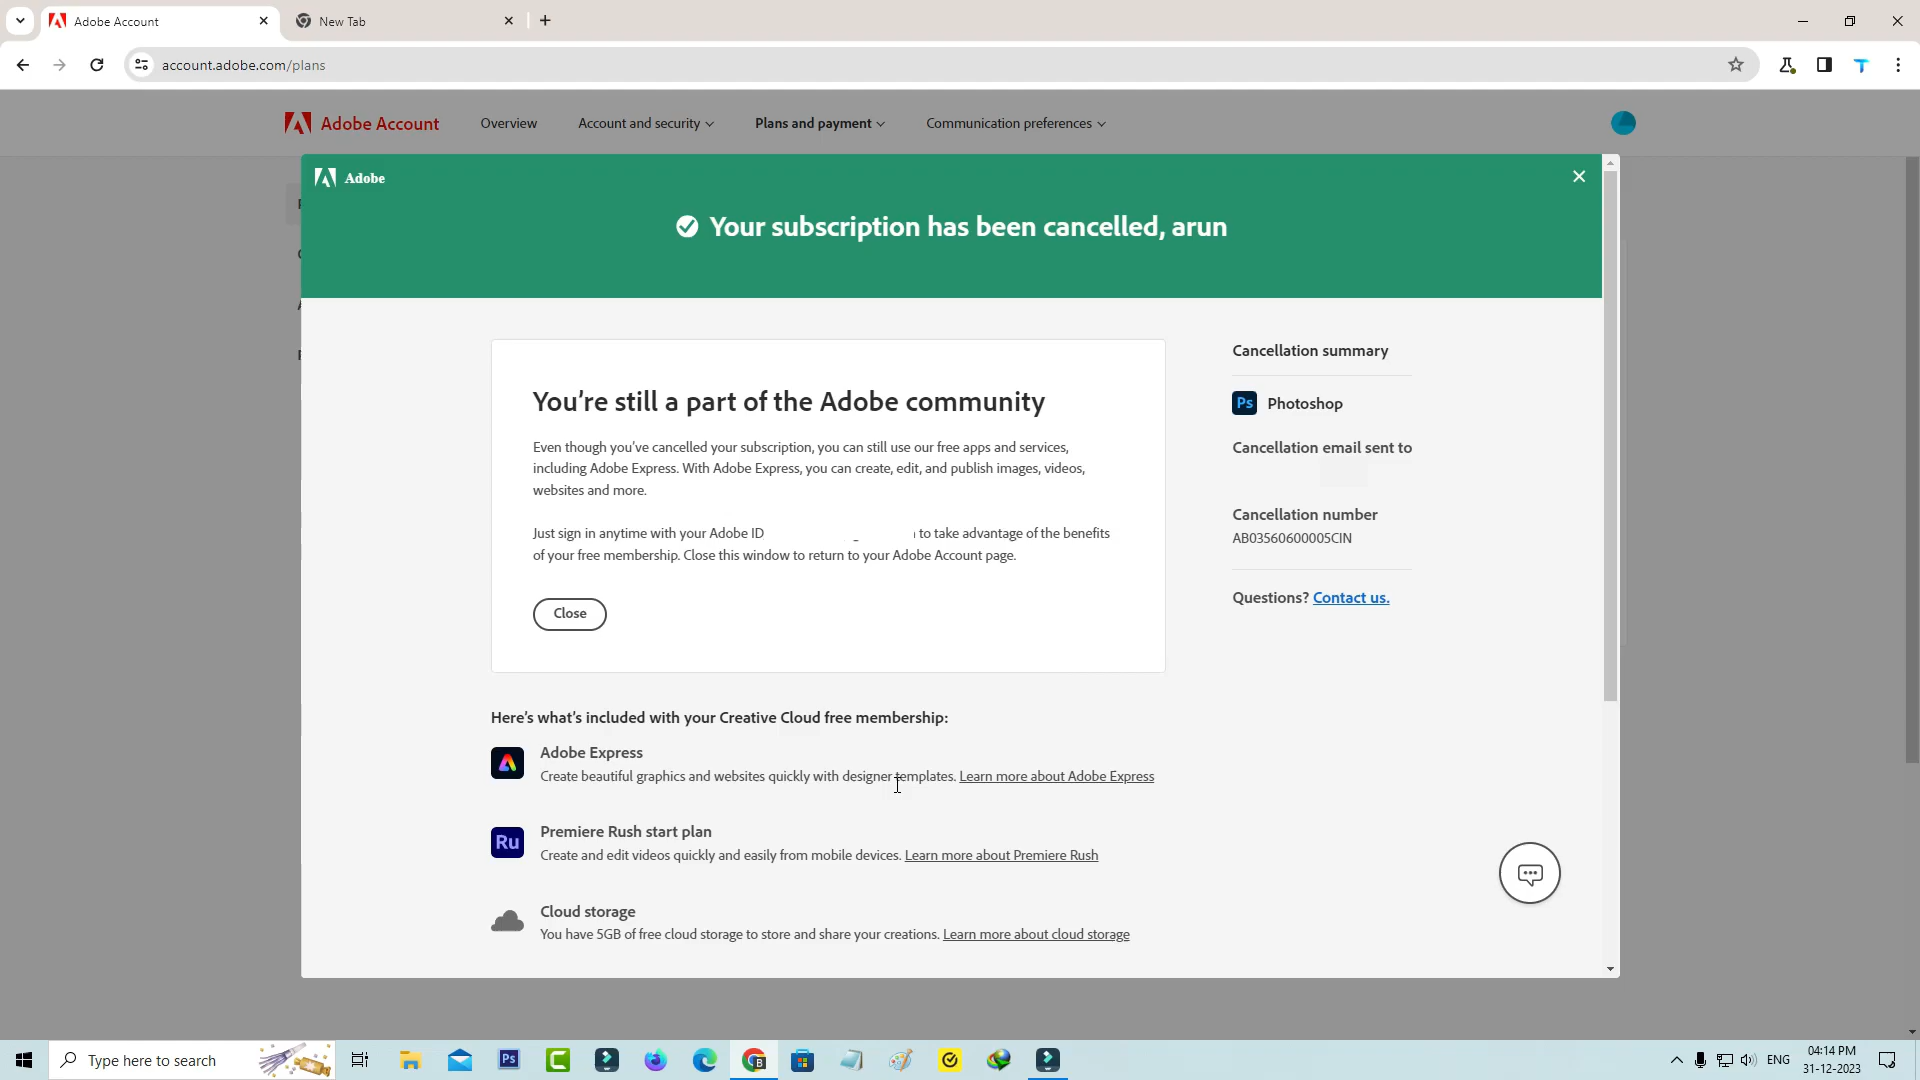 Adobe Account
New Tab
account.adobe.com/plans
Adobe Account
Overview
Account and security
Plans and payment
Communication preferences
Adobe
Your subscription has been cancelled, arun
You're still a part of the Adobe community
Even though you've cancelled your subscription, you can still use our free apps and services,
including Adobe Express. With Adobe Express, you can create, edit, and publish images, videos,
websites and more.
Just sign in anytime with your Adobe ID to take advantage of the benefits
of your free membership. Close this window to return to your Adobe Account page.
Close
Cancellation summary
Ps Photoshop
Cancellation email sent to
Cancellation number
AB03560600005CIN
Questions? Contact us.
Here's what's included with your Creative Cloud free membership:
Adobe Express
Create beautiful graphics and websites quickly with designer templates. Learn more about Adobe Express
Ru
Premiere Rush start plan
Create and edit videos quickly and easily from mobile devices. Learn more about Premiere Rush
Cloud storage
You have 5GB of free cloud storage to store and share your creations. Learn more about cloud storage
Type here to search
Ps
B
ENG
04:14 PM
31-12-2023